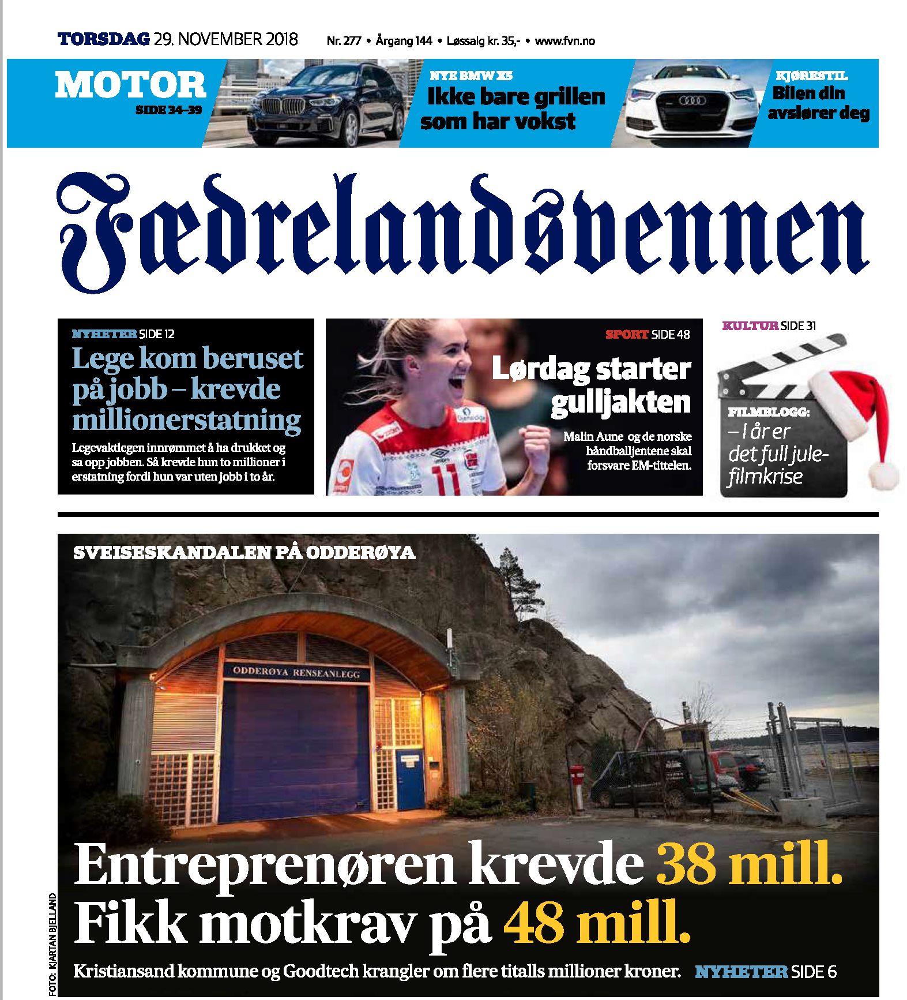 TORSDAG 29. NOVEMBER 2018 Nr. 277 • Årgang 144 • Løssalg kr. 35,- • www.fvn.no
MOTOR
SIDE 34–39
NYE BMW X5
Ikke bare grillen
som har vokst
KJØRESTIL
Bilen din
avslører deg
Fædrelandsvennen
NYHETER SIDE 12
Lege kom beruset
på jobb – krevde
millionerstatning
Legevaktlegen innrømmet å ha drukket og
sa opp jobben. Så krevde hun to millioner i
erstatning fordi hun var uten jobb i to år.
SPORT SIDE 48
Lørdag starter
gulljakten
Malin Aune og de norske
håndballjentene skal
forsvare EM-tittelen.
11
KULTUR SIDE 31
FILMBLOGG:
– I år er
det full jule-
filmkrise
SVEISESKANDALEN PÅ ODDERØYA
ODDERØYA RENSEANLEGG
Entreprenøren krevde 38 mill.
Fikk motkrav på 48 mill.
Kristiansand kommune og Goodtech krangler om flere titalls millioner kroner. NYHETER SIDE 6
FOTO: KJARTAN BJELLAND